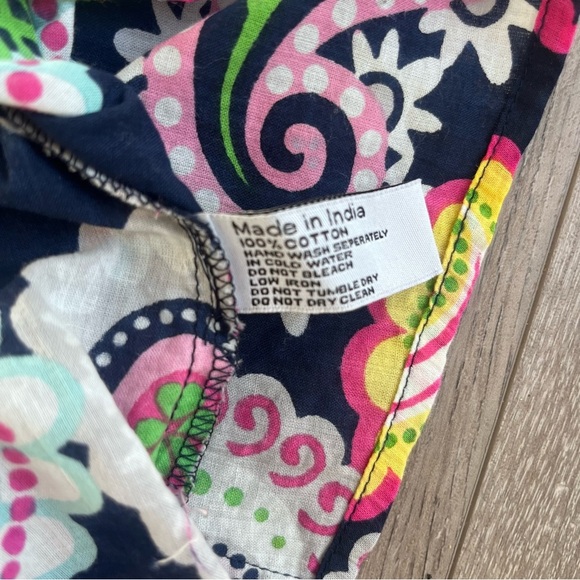 Made in India
100% COTTON
HAND WASH SEPERATELY
IN COLD WATER
DO NOT BLEACH
LOW IRON
DO NOT TUMBLE DRY
DO NOT DRY CLEAN